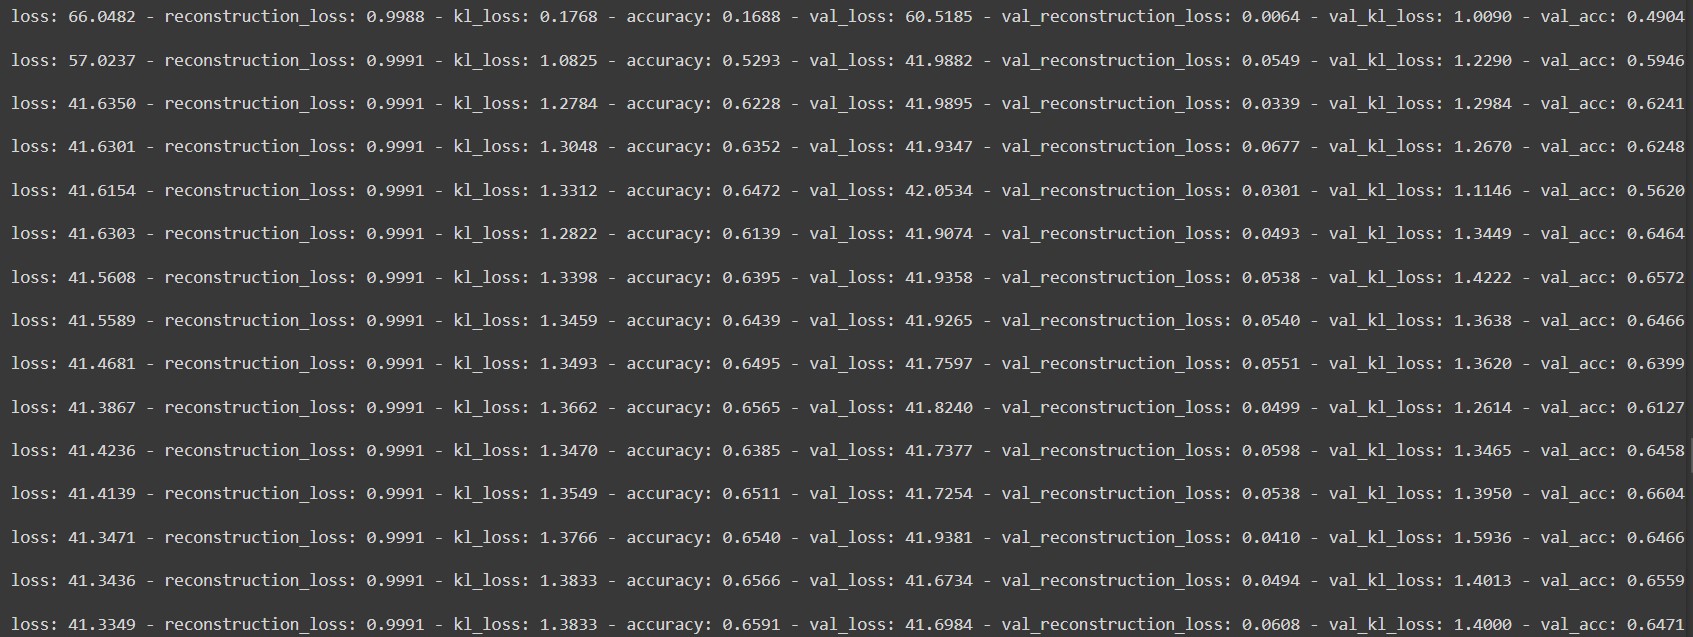 loss: 66.0482 - reconstruction_loss: 0.9988 - kl_loss: 0.1768 - accuracy: 0.1688 - val_loss: 60.5185 - val_reconstruction_loss: 0.0064 - val_kl_loss: 1.0090 - val_acc: 0.4904
loss: 57.0237 - reconstruction_loss: 0.9991 - kl_loss: 1.0825 - accuracy: 0.5293 - val_loss: 41.9882 - val_reconstruction_loss: 0.0549 - val_kl_loss: 1.2290 - val_acc: 0.5946
loss: 41.6350 - reconstruction_loss: 0.9991 - kl_loss: 1.2784 - accuracy: 0.6228 - val_loss: 41.9895 - val_reconstruction_loss: 0.0339 - val_kl_loss: 1.2984 - val_acc: 0.6241
loss: 41.6301 - reconstruction_loss: 0.9991 - kl_loss: 1.3048 - accuracy: 0.6352 - val_loss: 41.9347 - val_reconstruction_loss: 0.0677 - val_kl_loss: 1.2670 - val_acc: 0.6248
loss: 41.6154 - reconstruction_loss: 0.9991 - kl_loss: 1.3312 - accuracy: 0.6472 - val_loss: 42.0534 - val_reconstruction_loss: 0.0301 - val_kl_loss: 1.1146 - val_acc: 0.5620
loss: 41.6303 - reconstruction_loss: 0.9991 - kl_loss: 1.2822 - accuracy: 0.6139 - val_loss: 41.9074 - val_reconstruction_loss: 0.0493 - val_kl_loss: 1.3449 - val_acc: 0.6464
loss: 41.5608 - reconstruction_loss: 0.9991 - kl_loss: 1.3398 - accuracy: 0.6395 - val_loss: 41.9358 - val_reconstruction_loss: 0.0538 - val_kl_loss: 1.4222 - val_acc: 0.6572
loss: 41.5589 - reconstruction_loss: 0.9991 - kl_loss: 1.3459 - accuracy: 0.6439 - val_loss: 41.9265 - val_reconstruction_loss: 0.0540 - val_kl_loss: 1.3638 - val_acc: 0.6466
loss: 41.4681 - reconstruction_loss: 0.9991 - kl_loss: 1.3493 - accuracy: 0.6495 - val_loss: 41.7597 - val_reconstruction_loss: 0.0551 - val_kl_loss: 1.3620 - val_acc: 0.6399
loss: 41.3867 - reconstruction_loss: 0.9991 - kl_loss: 1.3662 - accuracy: 0.6565 - val_loss: 41.8240 - val_reconstruction_loss: 0.0499 - val_kl_loss: 1.2614 - val_acc: 0.6127
loss: 41.4236 - reconstruction_loss: 0.9991 - kl_loss: 1.3470 - accuracy: 0.6385 - val_loss: 41.7377 - val_reconstruction_loss: 0.0598 - val_kl_loss: 1.3465 - val_acc: 0.6458
loss: 41.4139 - reconstruction_loss: 0.9991 - kl_loss: 1.3549 - accuracy: 0.6511 - val_loss: 41.7254 - val_reconstruction_loss: 0.0538 - val_kl_loss: 1.3950 - val_acc: 0.6604
loss: 41.3471 - reconstruction_loss: 0.9991 - kl_loss: 1.3766 - accuracy: 0.6540 - val_loss: 41.9381 - val_reconstruction_loss: 0.0410 - val_kl_loss: 1.5936 - val_acc: 0.6466
loss: 41.3436 - reconstruction_loss: 0.9991 - kl_loss: 1.3833 - accuracy: 0.6566 - val_loss: 41.6734 - val_reconstruction_loss: 0.0494 - val_kl_loss: 1.4013 - val_acc: 0.6559
loss: 41.3349 - reconstruction_loss: 0.9991 - kl_loss: 1.3833 - accuracy: 0.6591 - val_loss: 41.6984 - val_reconstruction_loss: 0.0608 - val_kl_loss: 1.4000 - val_acc: 0.6471